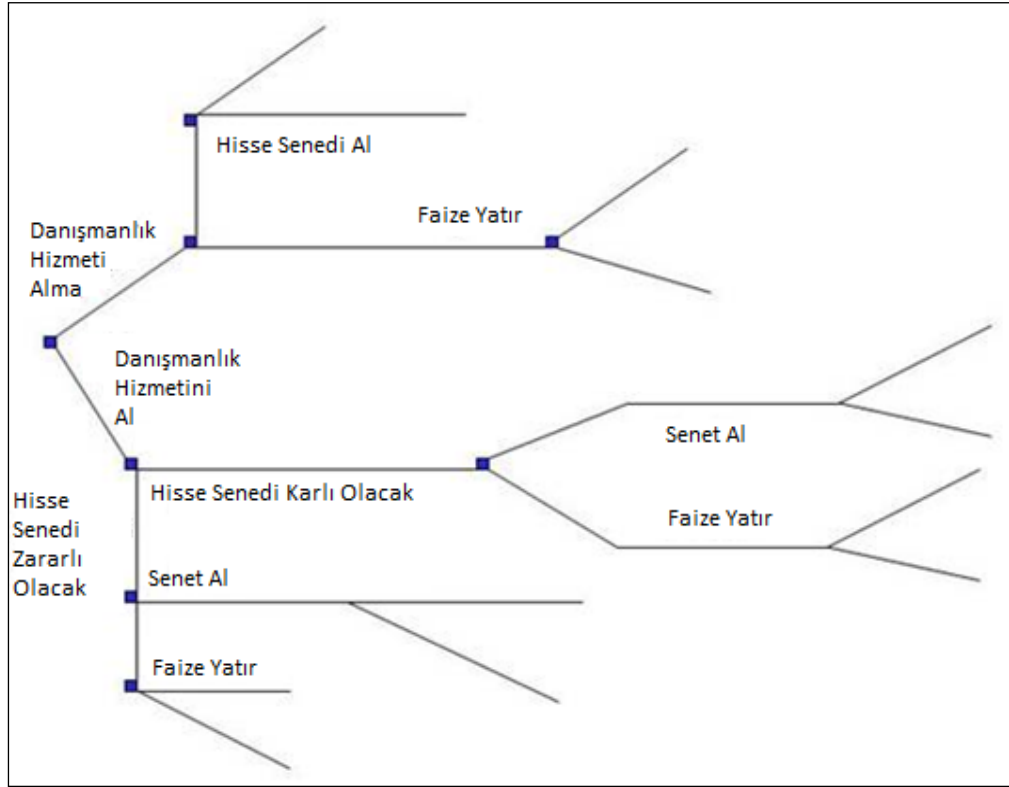 Hisse Senedi Al
Faize Yatır
Danışmanlık
Hizmeti
Alma
Danışmanlık
Hizmetini
Al
Senet Al
Hisse Senedi Karlı Olacak
Hisse
Senedi
Zararlı
Olacak
Faize Yatır
Senet Al
Faize Yatır